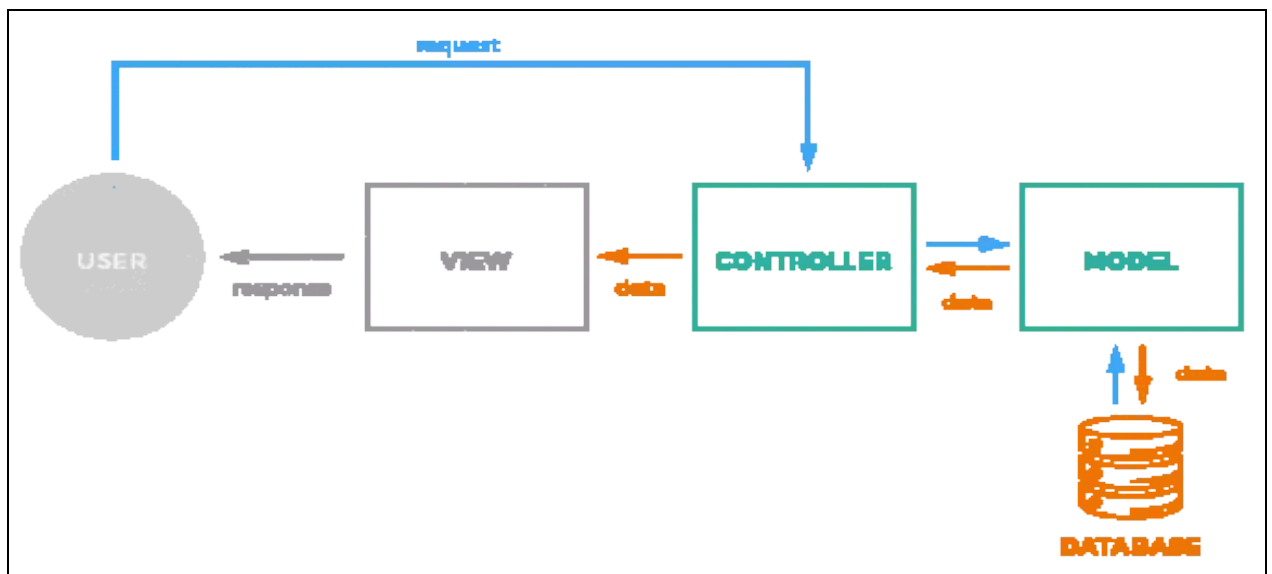 request
USER
VIEW
CONTROLLER
MODEL
response
data
data
data
DATABASE